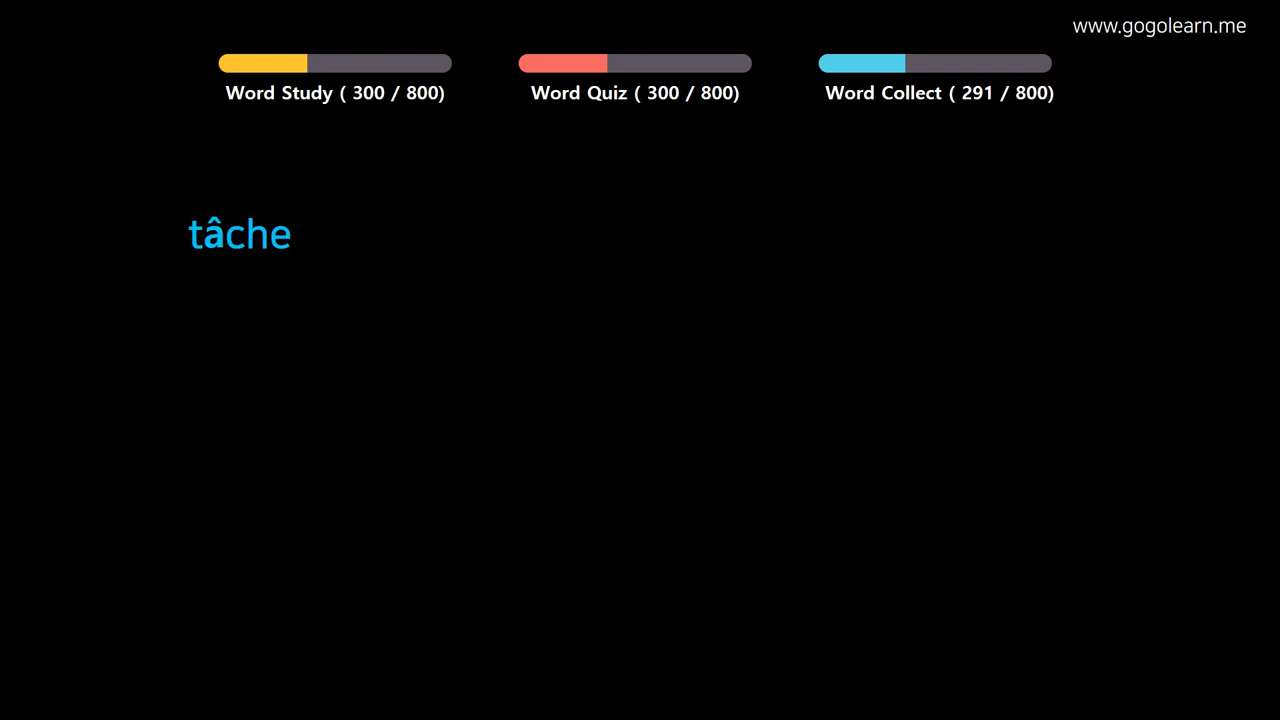 www.gogolearn.me
Word Study ( 300 / 800)
Word Quiz ( 300 / 800)
Word Collect ( 291 / 800)
tâche